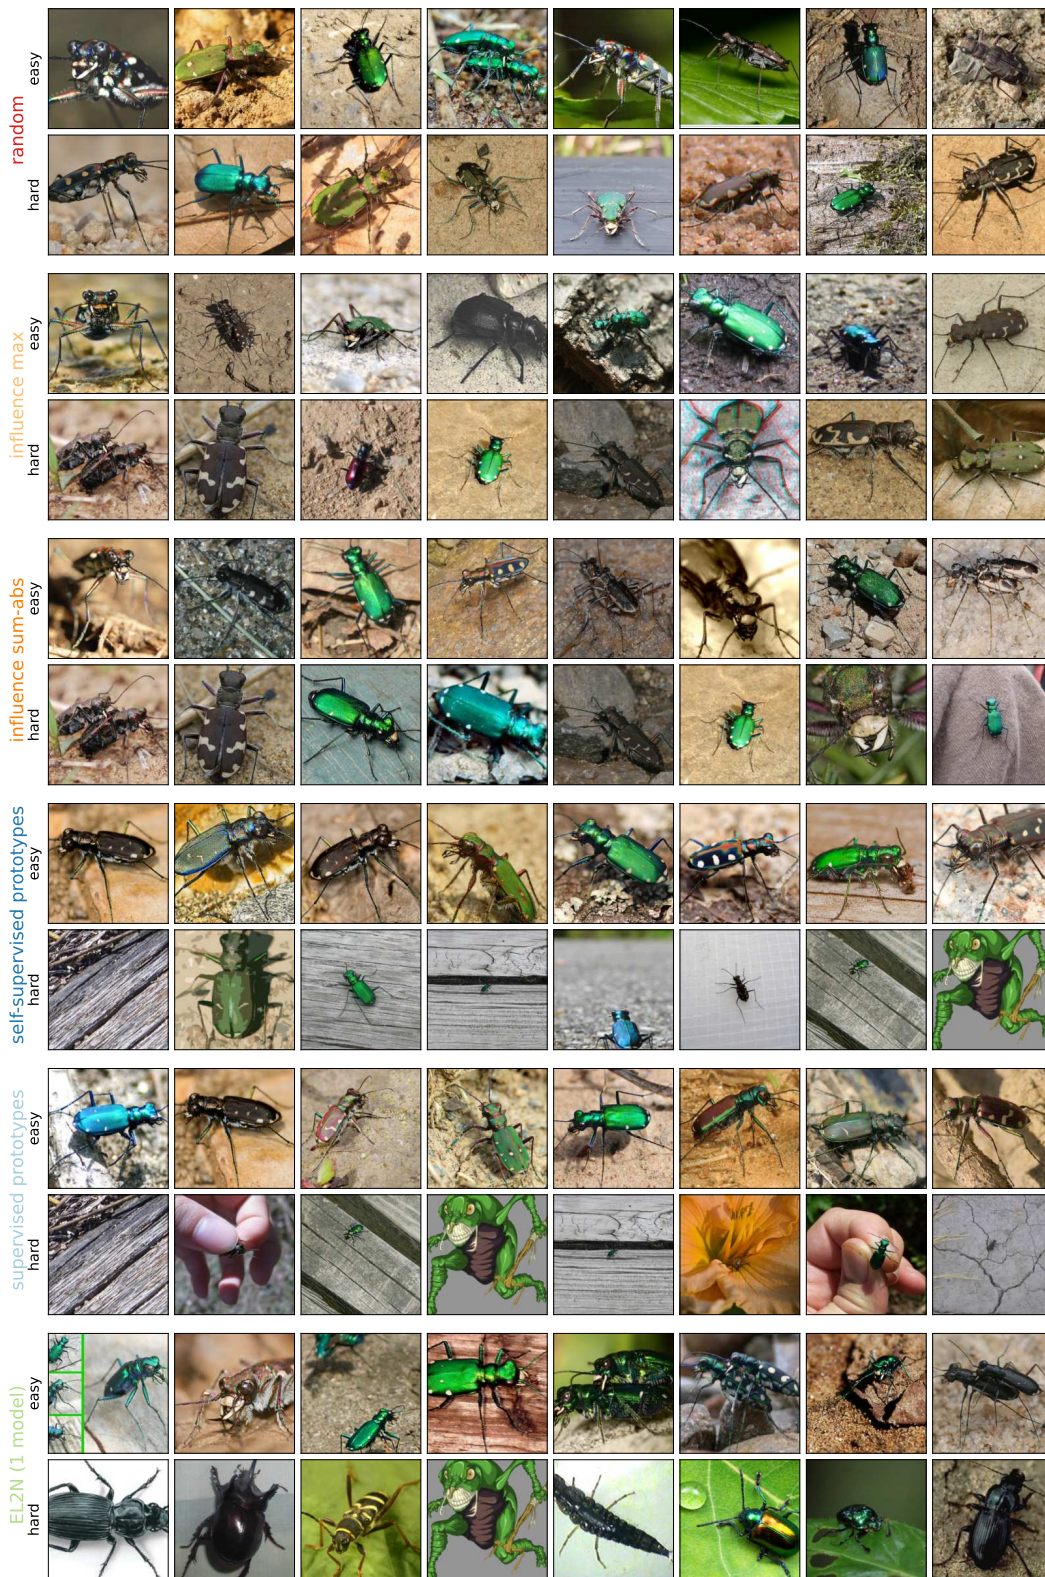 random
easy
hard
influence max
easy
hard
influence sum-abs
easy
hard
self-supervised prototypes
easy
hard
supervised prototypes
easy
hard
EL2N (1 model)
easy
hard